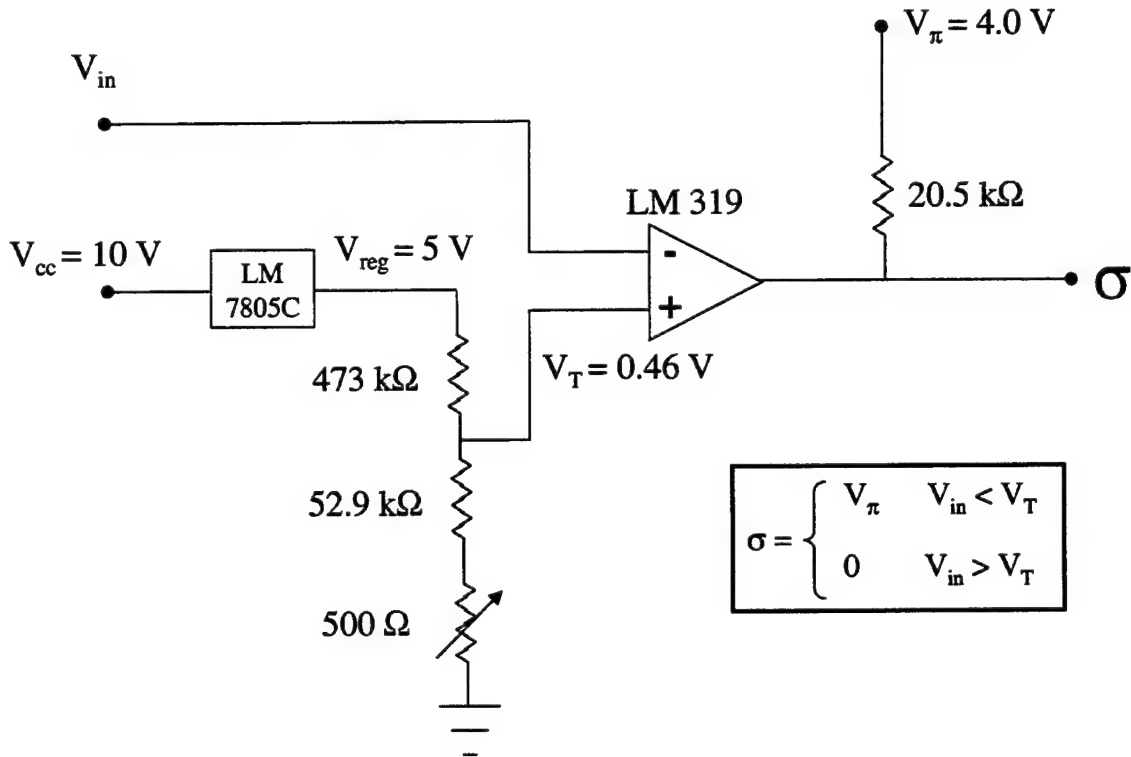 V_π = 4.0 V
V_in
20.5 kΩ
LM 319
V_cc = 10 V
LM
7805C
V_reg = 5 V
-
+
σ
V_T = 0.46 V
473 kΩ
52.9 kΩ
500 Ω
σ = { V_π V_in < V_T
0 V_in > V_T